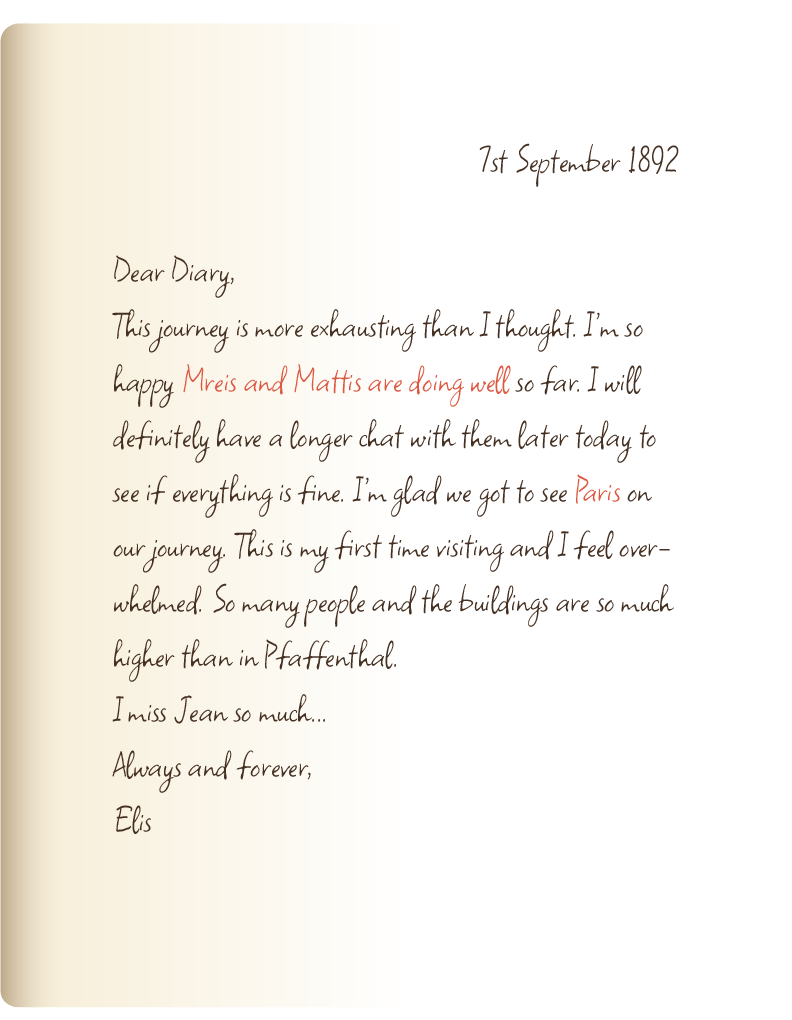 1st September 1892
Dear Diary,
This journey is more exhausting than I thought. I'm so
happy Mreis and Mattis are doing well so far. I will
definitely have a longer chat with them later today to
see if everything is fine. I'm glad we got to see Paris on
our journey. This is my first time visiting and I feel over-
whelmed. So many people and the buildings are so much
higher than in Pfaffenthal.
I miss Jean so much...
Always and forever,
Elis